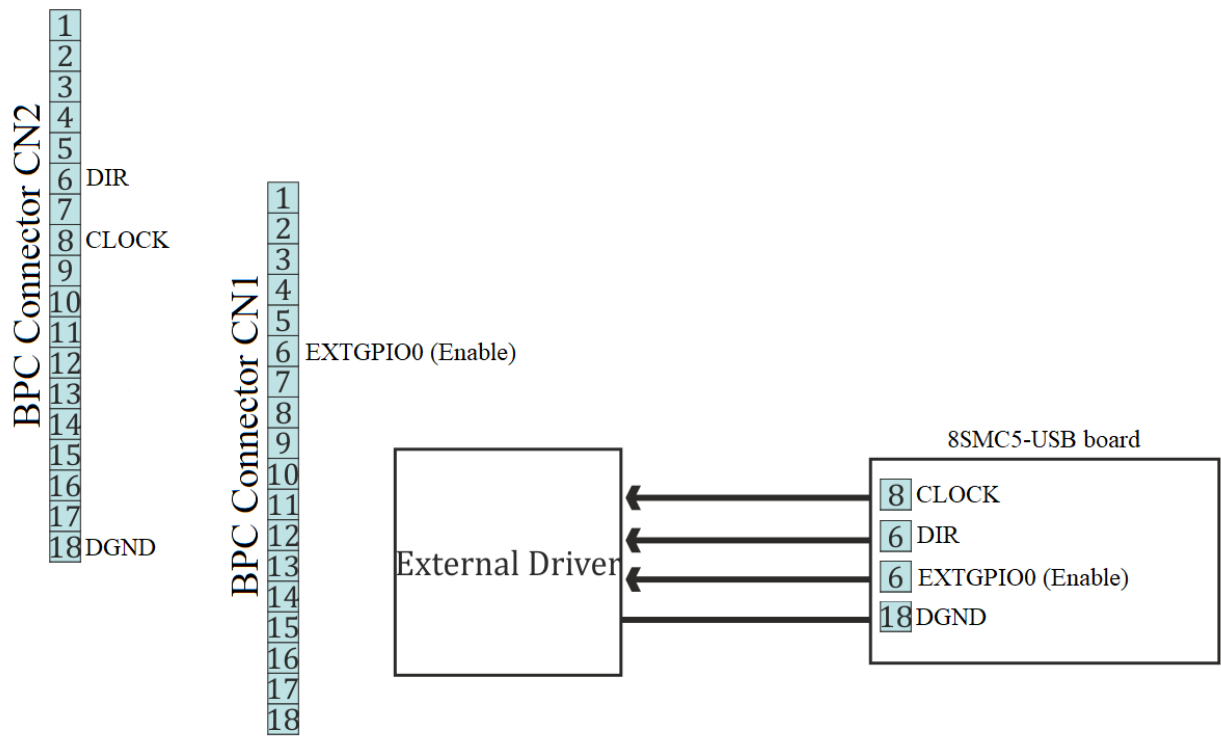 BPC Connector CN2
1
2
3
4
5
6 DIR
7
8 CLOCK
9
10
11
12
13
14
15
16
17
18 DGND
BPC Connector CN1
1
2
3
4
5
6 EXTGPIO0 (Enable)
7
8
9
10
11
12
13
14
15
16
17
18
External Driver
8SMC5-USB board
8 CLOCK
6 DIR
6 EXTGPIO0 (Enable)
18 DGND